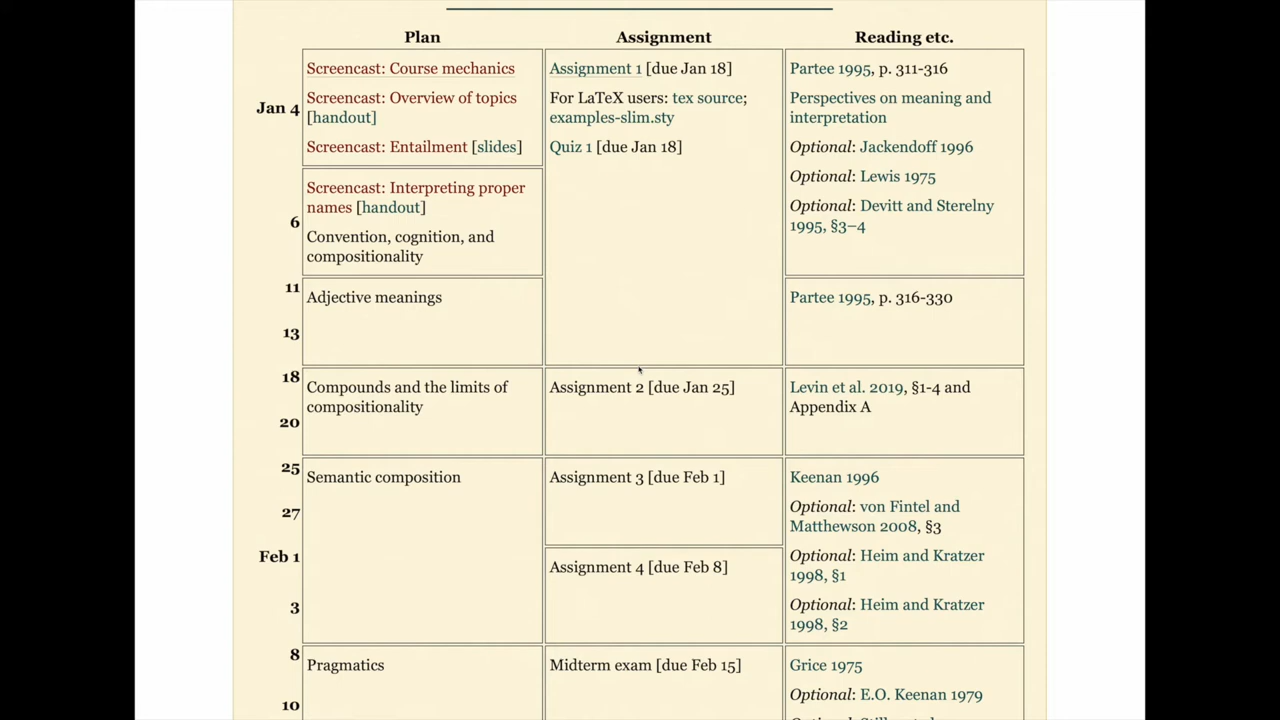 Plan
Assignment
Reading etc.
Jan 4
Screencast: Course mechanics
Screencast: Overview of topics
[handout]
Screencast: Entailment [slides]
Assignment 1 [due Jan 18]
For LaTeX users: tex source;
examples-slim.sty
Quiz 1 [due Jan 18]
Partee 1995, p. 311-316
Perspectives on meaning and
interpretation
Optional: Jackendoff 1996
Optional: Lewis 1975
Optional: Devitt and Sterelny
1995, §3–4
6
Screencast: Interpreting proper
names [handout]
Convention, cognition, and
compositionality
11
Adjective meanings
Partee 1995, p. 316-330
13
18
Compounds and the limits of
compositionality
Assignment 2 [due Jan 25]
Levin et al. 2019, §1-4 and
Appendix A
20
25
Semantic composition
Assignment 3 [due Feb 1]
Keenan 1996
Optional: von Fintel and
Matthewson 2008, §3
Optional: Heim and Kratzer
1998, §1
Optional: Heim and Kratzer
1998, §2
27
Feb 1
Assignment 4 [due Feb 8]
3
8
Pragmatics
Midterm exam [due Feb 15]
Grice 1975
Optional: E.O. Keenan 1979
10